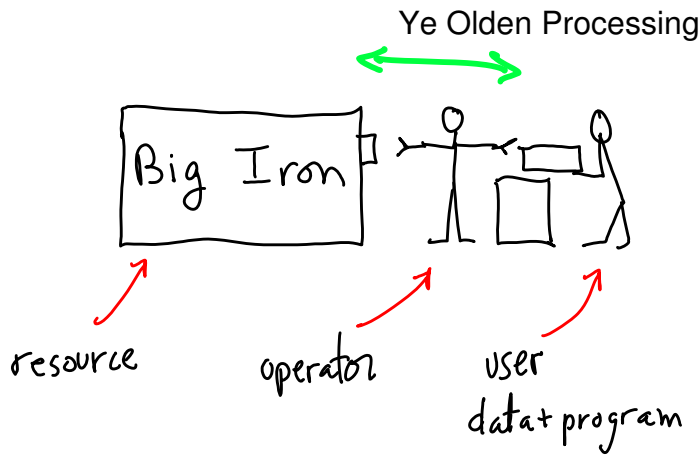 Ye Olden Processing
Big Iron
resource
operator
user
data+program